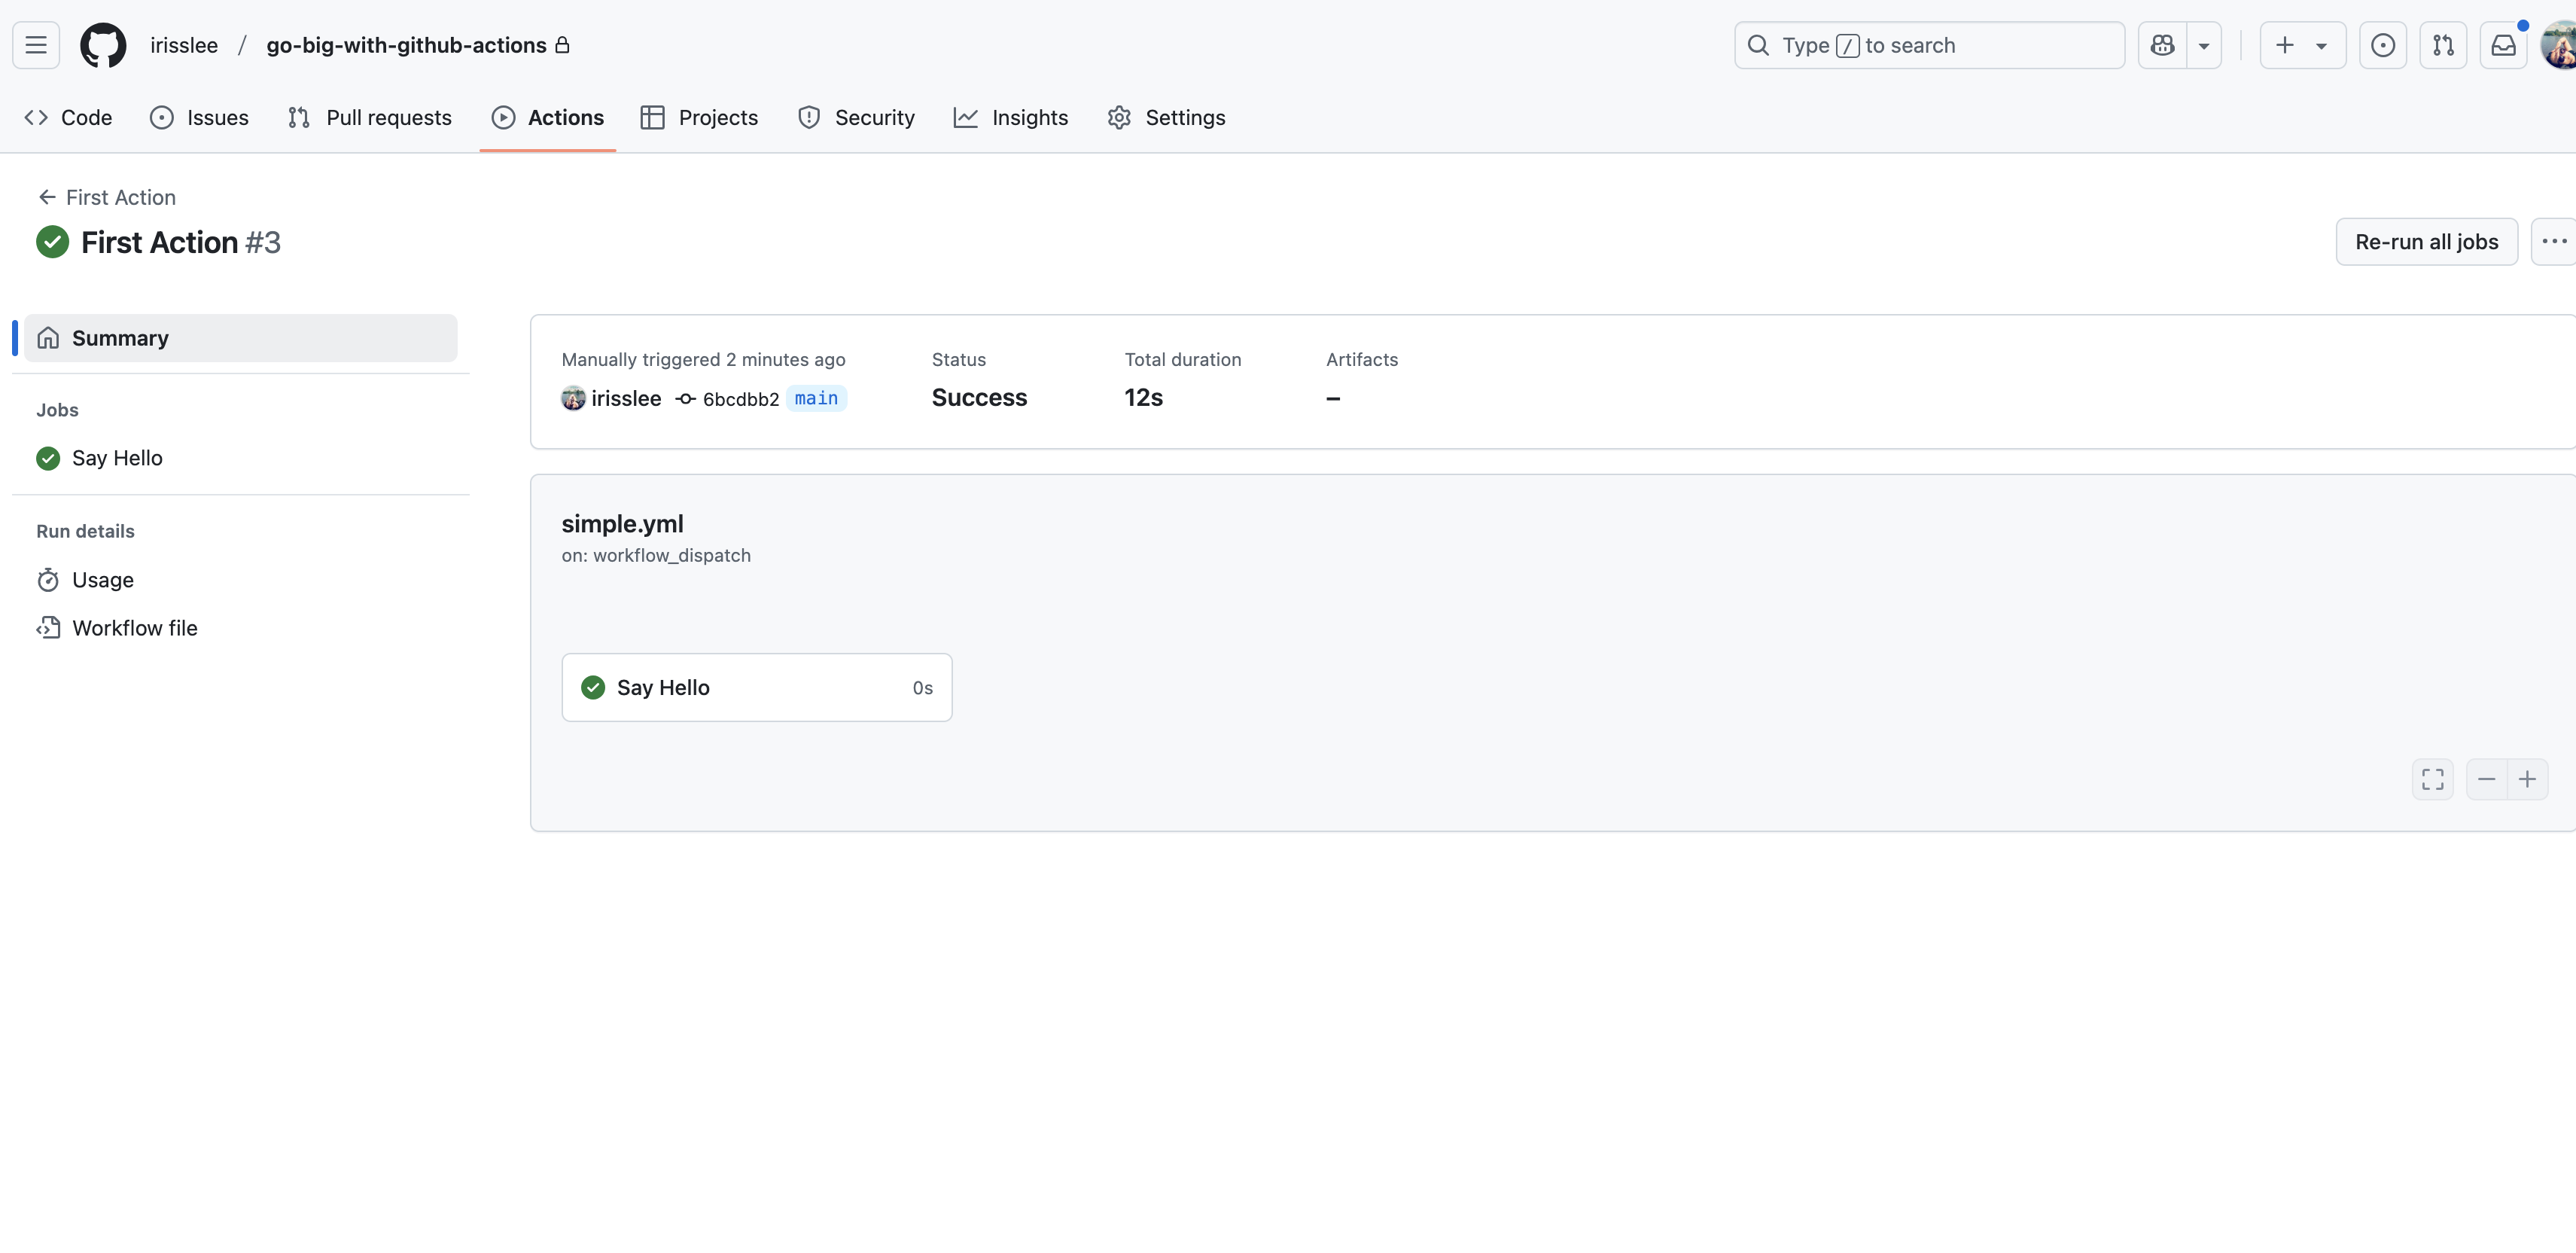 irisslee / go-big-with-github-actions
Type / to search
Code
Issues
Pull requests
Actions
Projects
Security
Insights
Settings
First Action
First Action #3
Re-run all jobs
Summary
Jobs
Say Hello
Run details
Usage
Workflow file
Manually triggered 2 minutes ago
irisslee 6bcdbb2 main
Status
Success
Total duration
12s
Artifacts
–
simple.yml
on: workflow_dispatch
Say Hello 0s